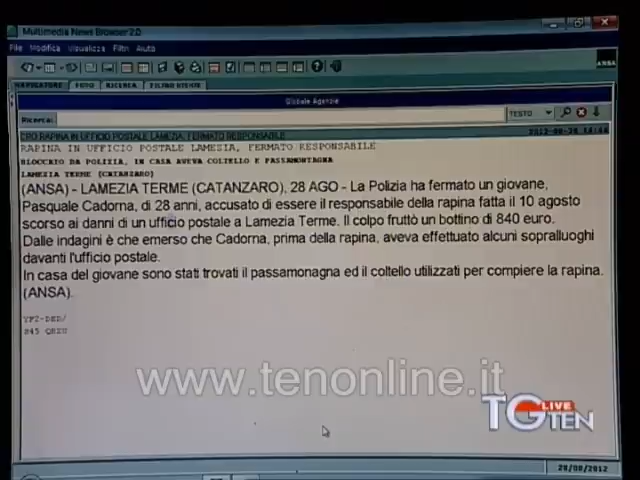 Multimedia News Browser 2.0
File Modifica Visualizza Filtri Aiuto
ANSA
NAVIGATORE FOTO RICERCA FILTRO UTENTE
Globale Agenzie
Ricerca: TESTO
CRO RAPINA IN UFFICIO POSTALE LAMEZIA, FERMATO RESPONSABILE
RAPINA IN UFFICIO POSTALE LAMEZIA, FERMATO RESPONSABILE
BLOCCATO DA POLIZIA, IN CASA AVEVA COLTELLO E PASSAMONTAGNA
LAMEZIA TERME (CATANZARO)
(ANSA) - LAMEZIA TERME (CATANZARO), 28 AGO - La Polizia ha fermato un giovane,
Pasquale Cadorna, di 28 anni, accusato di essere il responsabile della rapina fatta il 10 agosto
scorso ai danni di un ufficio postale a Lamezia Terme. Il colpo fruttò un bottino di 840 euro.
Dalle indagini è che emerso che Cadorna, prima della rapina, aveva effettuato alcuni sopralluoghi
davanti l'ufficio postale.
In casa del giovane sono stati trovati il passamonagna ed il coltello utilizzati per compiere la rapina.
(ANSA).
www.tenonline.it
TG LIVE TEN
28/08/2012